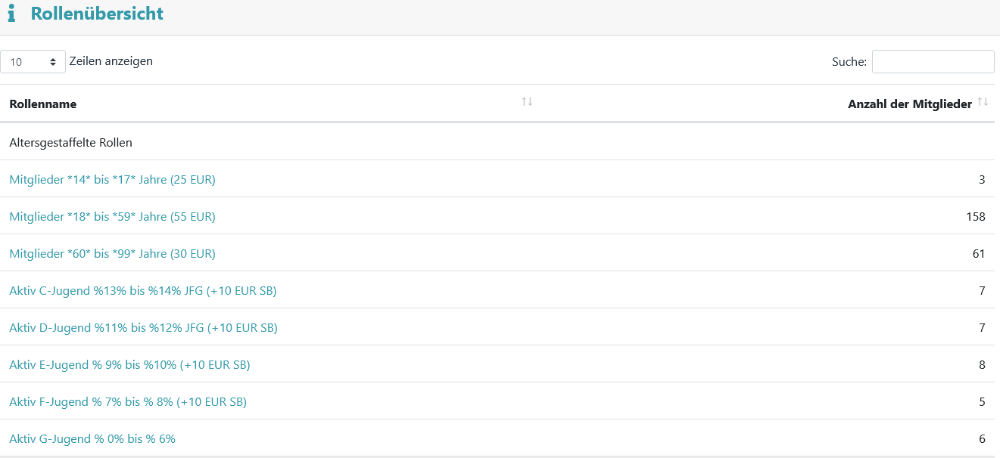 Rollenübersicht
10 Zeilen anzeigen Suche:
Rollenname Anzahl der Mitglieder
Altersgestaffelte Rollen
Mitglieder *14* bis *17* Jahre (25 EUR) 3
Mitglieder *18* bis *59* Jahre (55 EUR) 158
Mitglieder *60* bis *99* Jahre (30 EUR) 61
Aktiv C-Jugend %13% bis %14% JFG (+10 EUR SB) 7
Aktiv D-Jugend %11% bis %12% JFG (+10 EUR SB) 7
Aktiv E-Jugend % 9% bis %10% (+10 EUR SB) 8
Aktiv F-Jugend % 7% bis % 8% (+10 EUR SB) 5
Aktiv G-Jugend % 0% bis % 6% 6